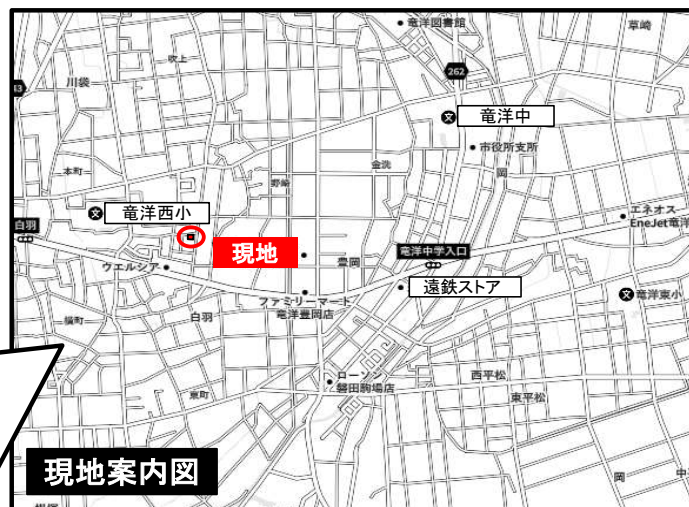 竜洋図書館
草崎
川袋
吹上
262
竜洋中
市役所支所
岡
金洗
本町
野崎
竜洋西小
エネオス
EneJet竜洋
白羽
現地
豊岡
竜洋中学入口
ウエルシア
遠鉄ストア
ファミリーマート
竜洋豊岡店
竜洋東小
横町
白羽
ローソン
磐田駒場店
西平松
東平松
東町
現地案内図
岡
中